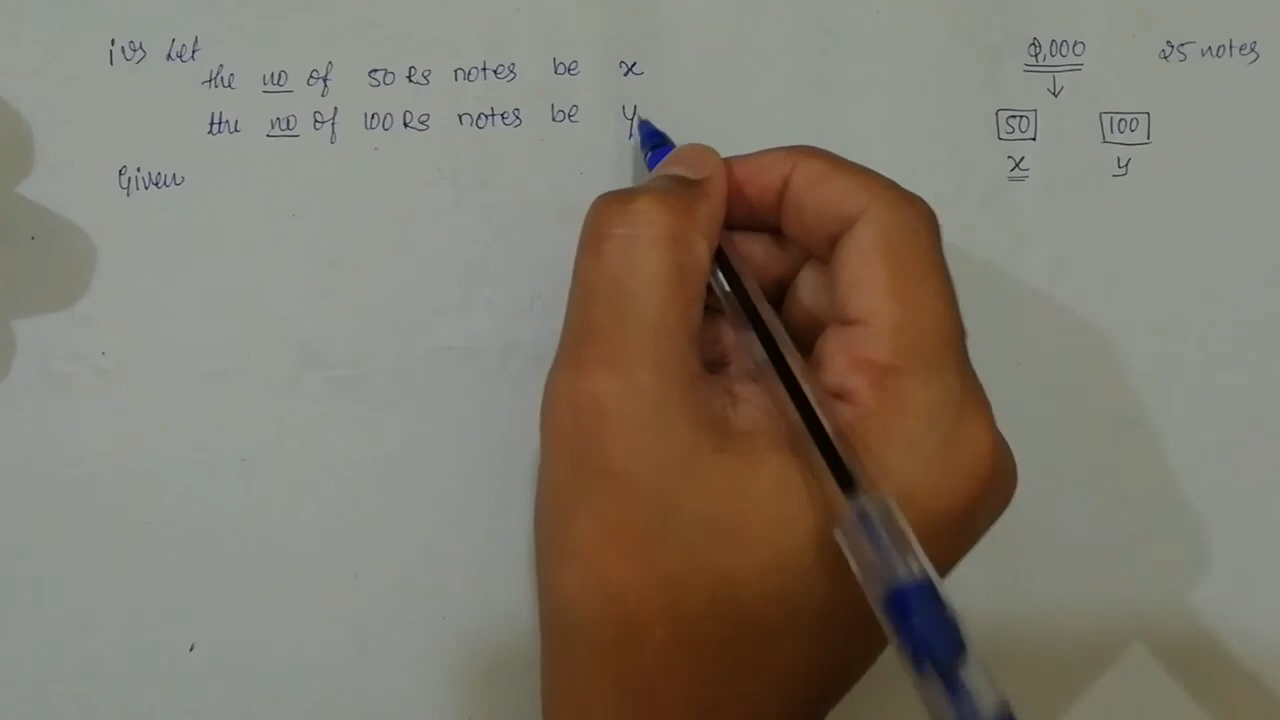 iv) Let
the no of 50 Rs notes be x
the no of 100 Rs notes be y
Given
2,000 25 notes
50 100
x y